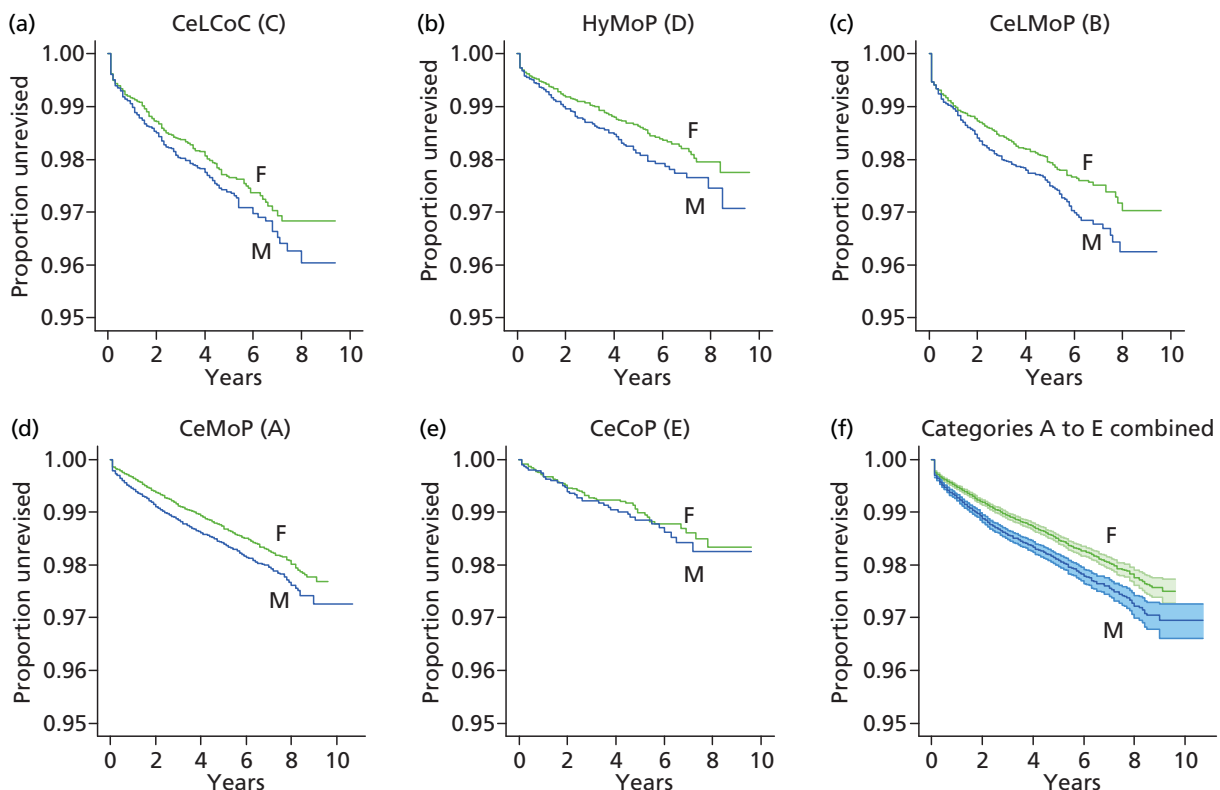 (a) CeLCoC (C)
Proportion unrevised
1.00
0.99
0.98
0.97
0.96
0.95
F
M
0 2 4 6 8 10
Years
(b) HyMoP (D)
Proportion unrevised
1.00
0.99
0.98
0.97
0.96
0.95
F
M
0 2 4 6 8 10
Years
(c) CeLMoP (B)
Proportion unrevised
1.00
0.99
0.98
0.97
0.96
0.95
F
M
0 2 4 6 8 10
Years
(d) CeMoP (A)
Proportion unrevised
1.00
0.99
0.98
0.97
0.96
0.95
F
M
0 2 4 6 8 10
Years
(e) CeCoP (E)
Proportion unrevised
1.00
0.99
0.98
0.97
0.96
0.95
F
M
0 2 4 6 8 10
Years
(f) Categories A to E combined
Proportion unrevised
1.00
0.99
0.98
0.97
0.96
0.95
F
M
0 2 4 6 8 10
Years